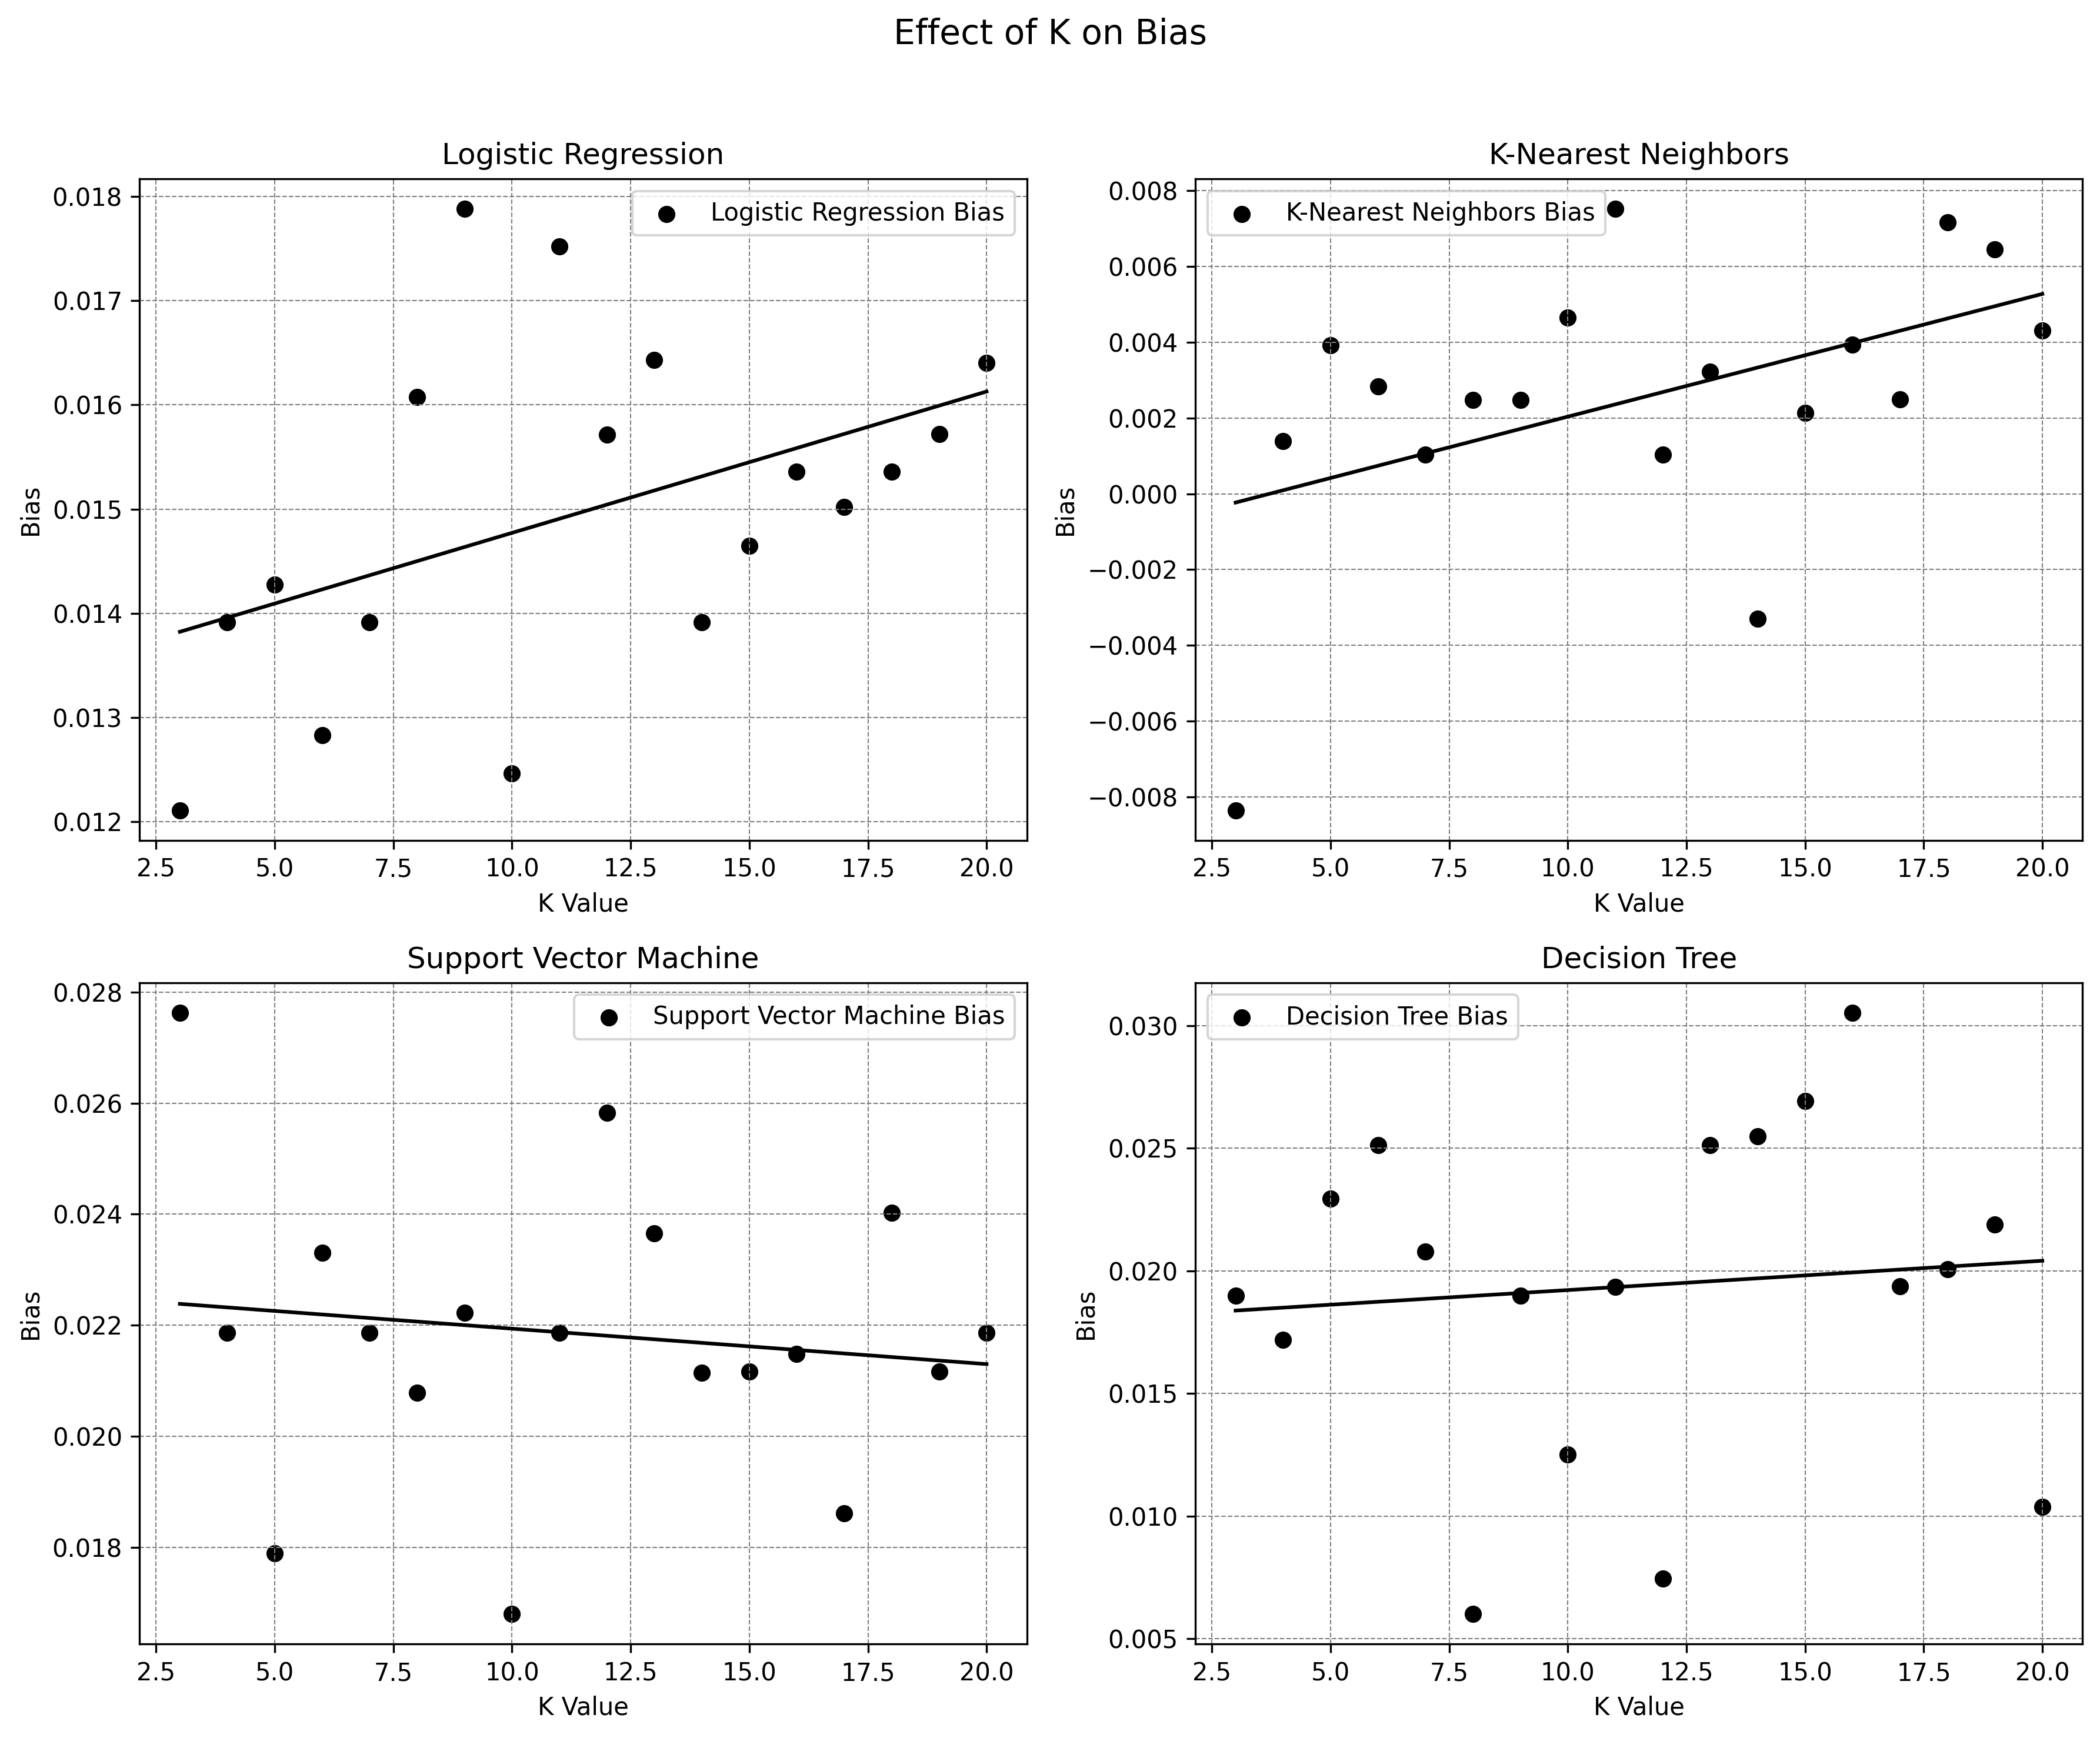 Effect of K on Bias
Logistic Regression
Logistic Regression Bias
0.018
0.017
0.016
0.015
0.014
0.013
0.012
Bias
2.5 5.0 7.5 10.0 12.5 15.0 17.5 20.0
K Value
K-Nearest Neighbors
K-Nearest Neighbors Bias
0.008
0.006
0.004
0.002
0.000
−0.002
−0.004
−0.006
−0.008
Bias
2.5 5.0 7.5 10.0 12.5 15.0 17.5 20.0
K Value
Support Vector Machine
Support Vector Machine Bias
0.028
0.026
0.024
0.022
0.020
0.018
Bias
2.5 5.0 7.5 10.0 12.5 15.0 17.5 20.0
K Value
Decision Tree
Decision Tree Bias
0.030
0.025
0.020
0.015
0.010
0.005
Bias
2.5 5.0 7.5 10.0 12.5 15.0 17.5 20.0
K Value